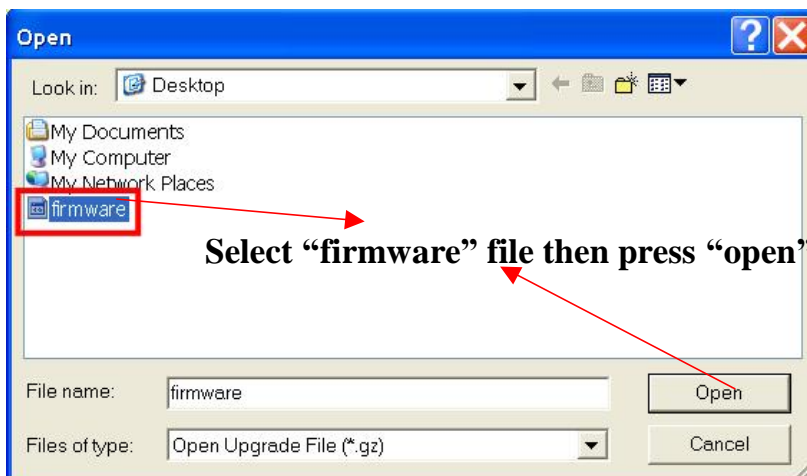 Open
Look in: Desktop
My Documents
My Computer
My Network Places
firmware
Select “firmware” file then press “open”
File name: firmware Open
Files of type: Open Upgrade File (*.gz) Cancel